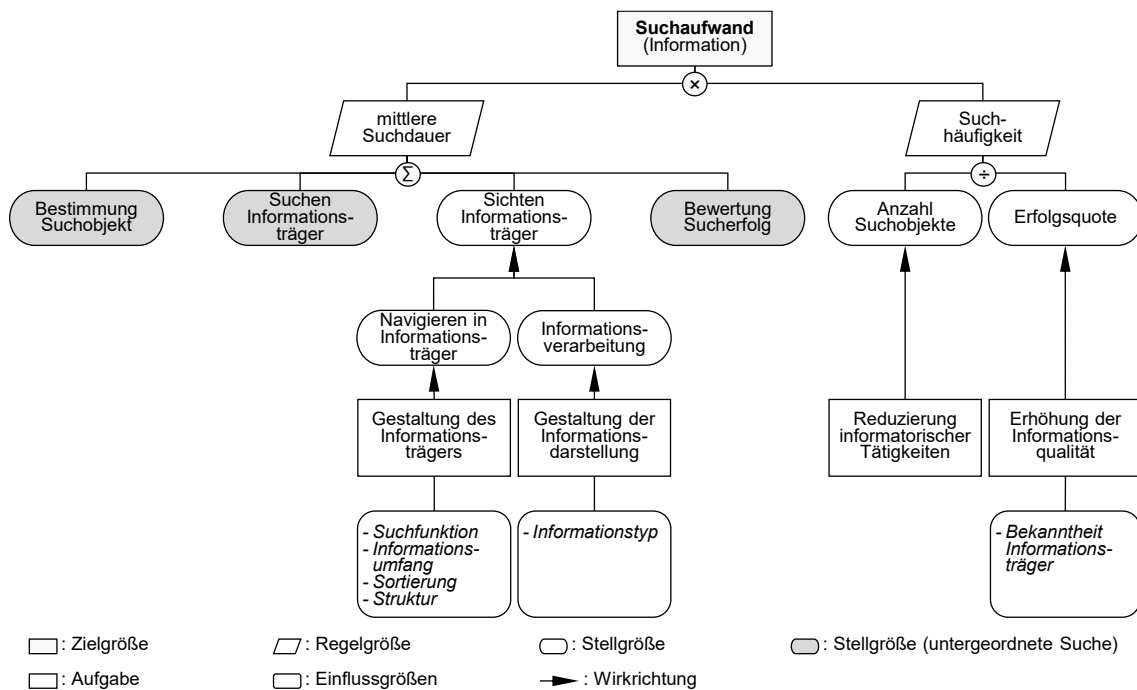 Suchaufwand
(Information)
×
mittlere
Suchdauer
Such-
häufigkeit
Σ
÷
Bestimmung
Suchobjekt
Suchen
Informations-
träger
Sichten
Informations-
träger
Bewertung
Sucherfolg
Anzahl
Suchobjekte
Erfolgsquote
Navigieren in
Informations-
träger
Informations-
verarbeitung
Gestaltung des
Informations-
trägers
Gestaltung der
Informations-
darstellung
Reduzierung
informatorischer
Tätigkeiten
Erhöhung der
Informations-
qualität
- Suchfunktion
- Informations-
umfang
- Sortierung
- Struktur
- Informationstyp
- Bekanntheit
Informations-
träger
: Zielgröße
: Regelgröße
: Stellgröße
: Stellgröße (untergeordnete Suche)
: Aufgabe
: Einflussgrößen
: Wirkrichtung